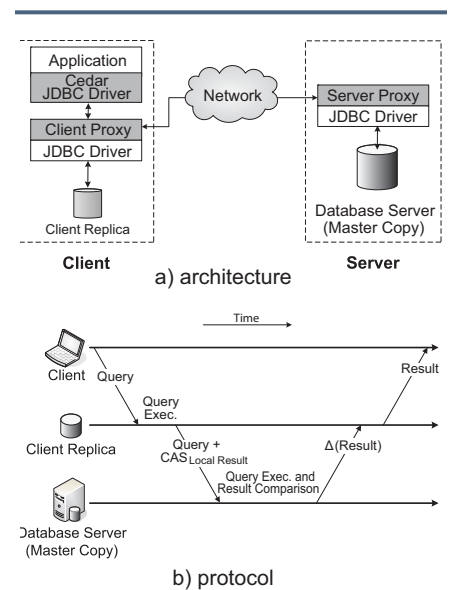 Application
Cedar
JDBC Driver
Client Proxy
JDBC Driver
Client Replica
Client
Network
Server Proxy
JDBC Driver
Database Server
(Master Copy)
Server
a) architecture
Time
Client
Query
Result
Query
Exec.
Client Replica
Query +
CAS Local Result
Δ(Result)
Query Exec. and
Result Comparison
Database Server
(Master Copy)
b) protocol